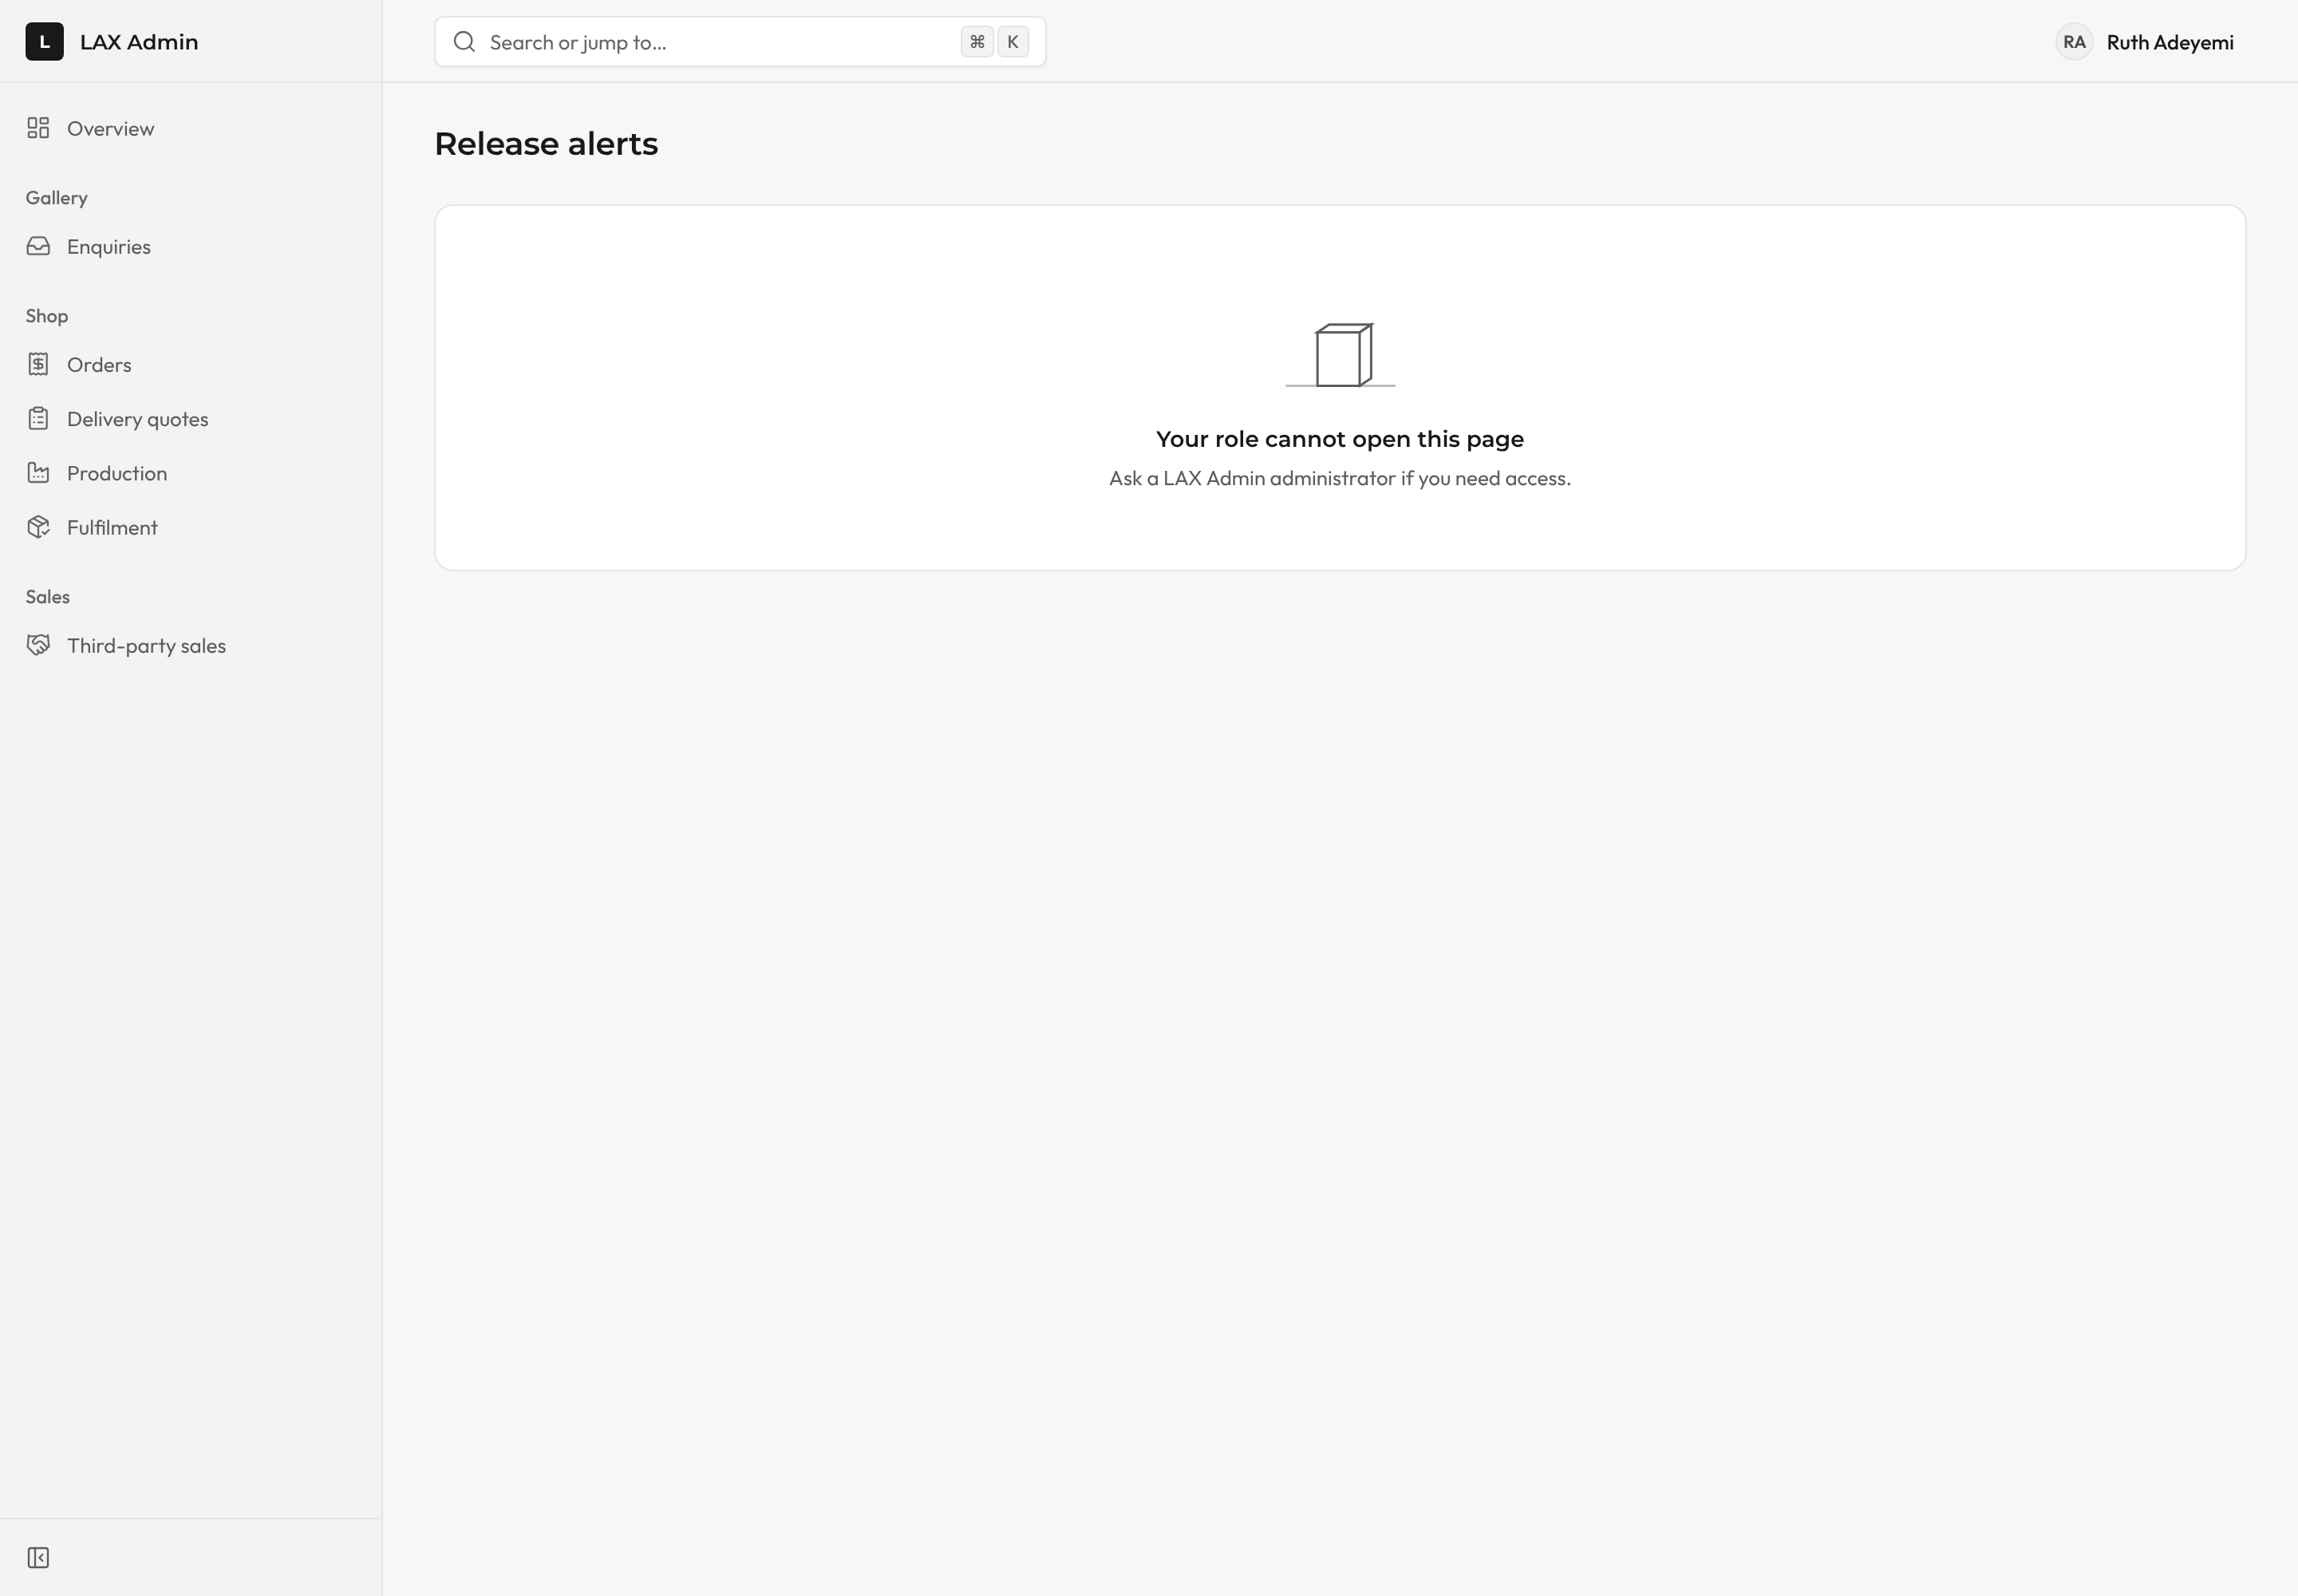 L LAX Admin
Search or jump to...
⌘ K
RA Ruth Adeyemi
Overview
Gallery
Enquiries
Shop
Orders
Delivery quotes
Production
Fulfilment
Sales
Third-party sales
Release alerts
Your role cannot open this page
Ask a LAX Admin administrator if you need access.